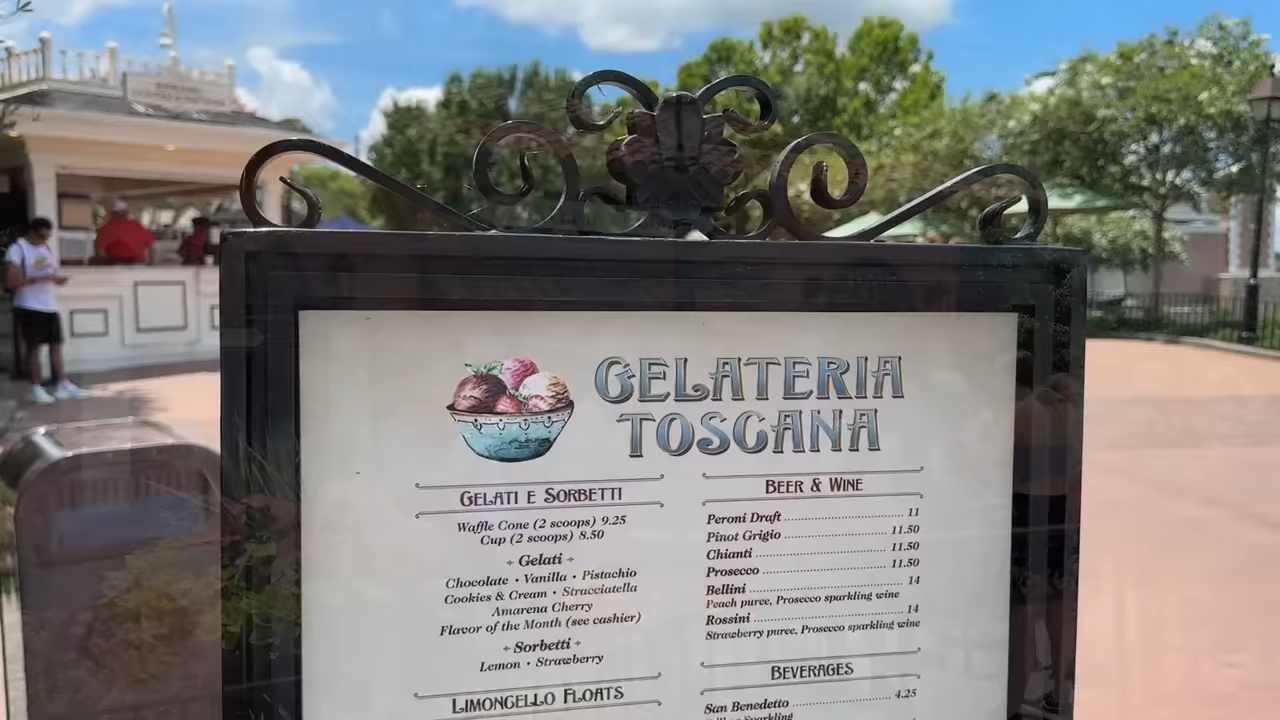 GELATERIA
TOSCANA
GELATI E SORBETTI
Waffle Cone (2 scoops) 9.25
Cup (2 scoops) 8.50
Gelati
Chocolate • Vanilla • Pistachio
Cookies & Cream • Stracciatella
Amarena Cherry
Flavor of the Month (see cashier)
Sorbetti
Lemon • Strawberry
LIMONCELLO FLOATS
BEER & WINE
Peroni Draft 11
Pinot Grigio 11.50
Chianti 11.50
Prosecco 11.50
Bellini 14
Peach puree, Prosecco sparkling wine
Rossini 14
Strawberry puree, Prosecco sparkling wine
BEVERAGES
San Benedetto 4.25
Sparkling